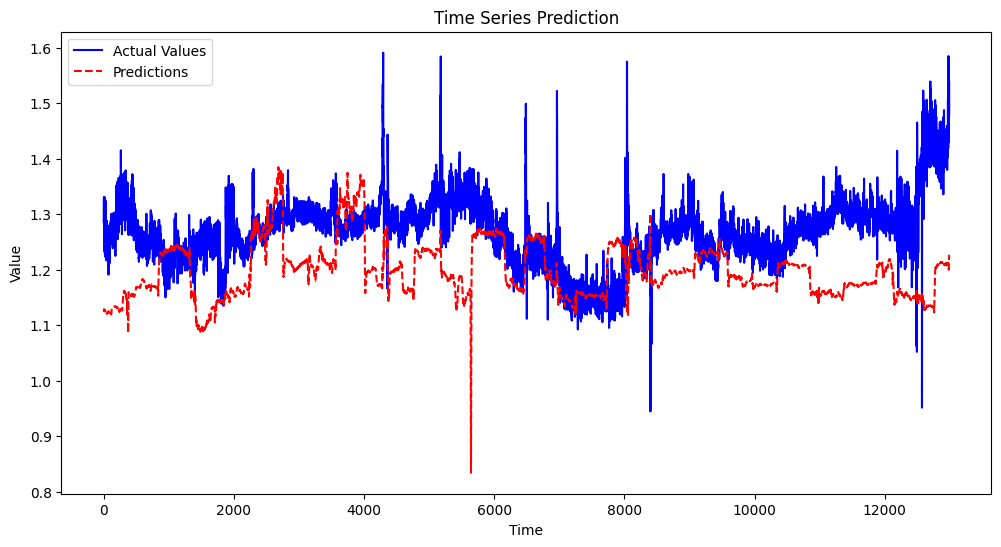 Time Series Prediction
Actual Values
Predictions
Value
1.6
1.5
1.4
1.3
1.2
1.1
1.0
0.9
0.8
0 2000 4000 6000 8000 10000 12000
Time